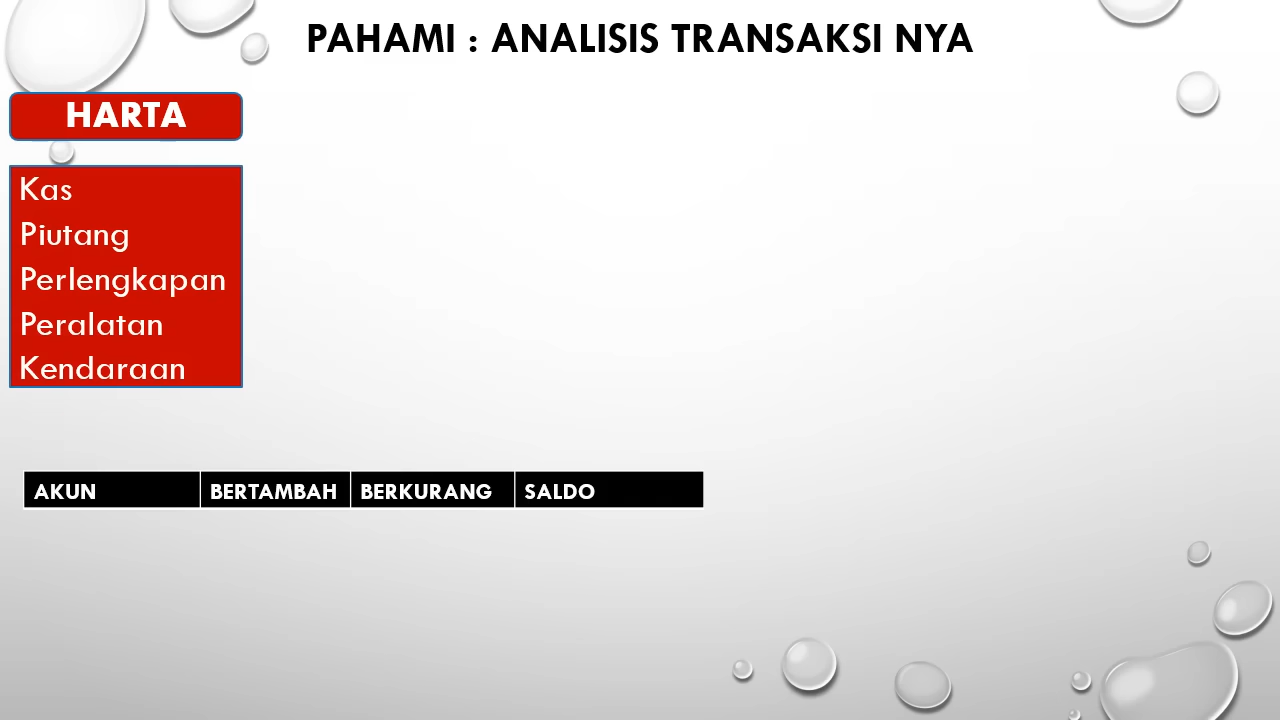 PAHAMI : ANALISIS TRANSAKSI NYA
HARTA
Kas
Piutang
Perlengkapan
Peralatan
Kendaraan
AKUN BERTAMBAH BERKURANG SALDO